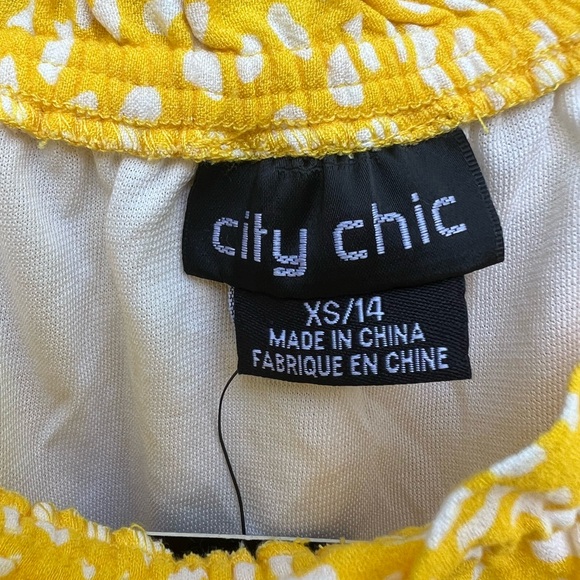 city chic
XS/14
MADE IN CHINA
FABRIQUE EN CHINE